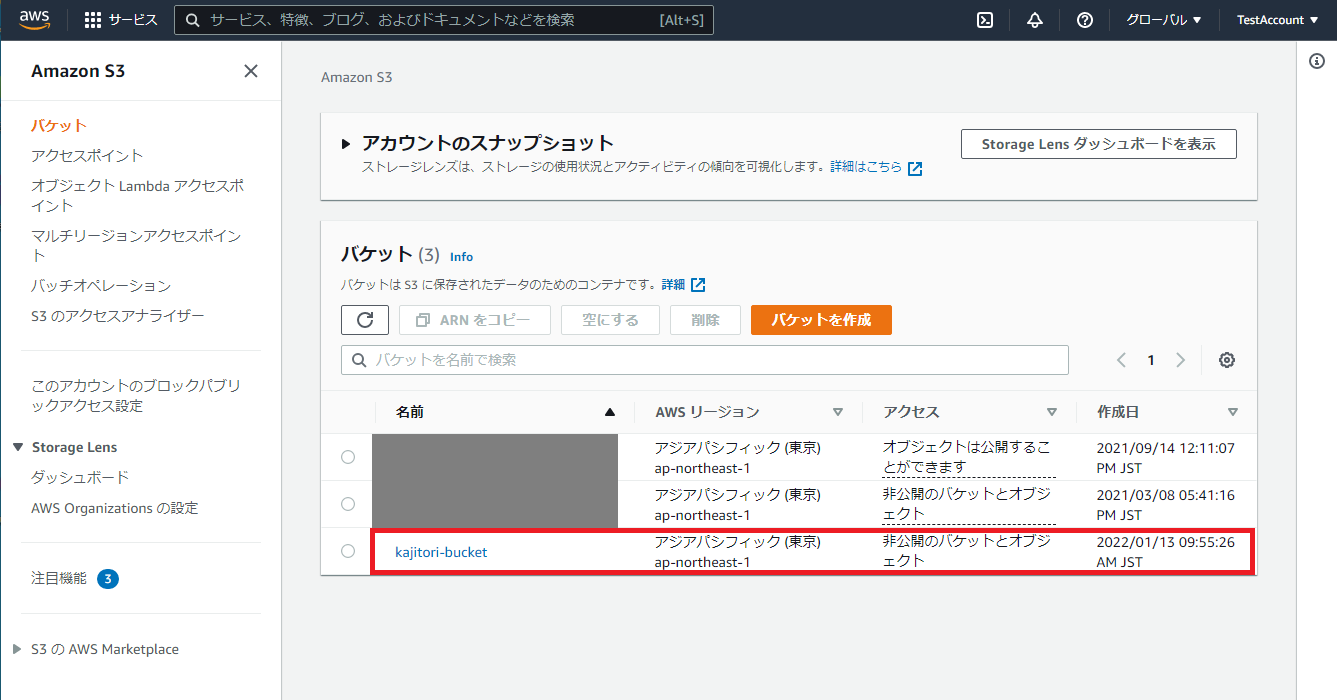 aws
サービス
サービス、特徴、ブログ、およびドキュメントなどを検索
[Alt+S]
グローバル
TestAccount
Amazon S3
バケット
アクセスポイント
オブジェクト Lambda アクセスポ
イント
マルチリージョンアクセスポイン
ト
バッチオペレーション
S3 のアクセスアナライザー
このアカウントのブロックパブリ
ックアクセス設定
Storage Lens
ダッシュボード
AWS Organizations の設定
注目機能 3
S3 の AWS Marketplace
Amazon S3
アカウントのスナップショット
ストレージレンズは、ストレージの使用状況とアクティビティの傾向を可視化します。詳細はこちら
Storage Lens ダッシュボードを表示
バケット (3) Info
バケットは S3 に保存されたデータのためのコンテナです。詳細
ARN をコピー
空にする
削除
バケットを作成
バケットを名前で検索
1
名前
AWS リージョン
アクセス
作成日
アジアパシフィック (東京)
ap-northeast-1
オブジェクトは公開するこ
とができます
2021/09/14 12:11:07
PM JST
アジアパシフィック (東京)
ap-northeast-1
非公開のバケットとオブジ
ェクト
2021/03/08 05:41:16
PM JST
kajitori-bucket
アジアパシフィック (東京)
ap-northeast-1
非公開のバケットとオブジ
ェクト
2022/01/13 09:55:26
AM JST